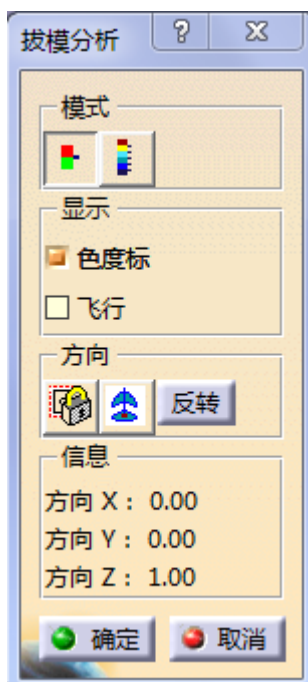 拔模分析
模式
显示
色度标
飞行
方向
反转
信息
方向 X： 0.00
方向 Y： 0.00
方向 Z： 1.00
确定 取消